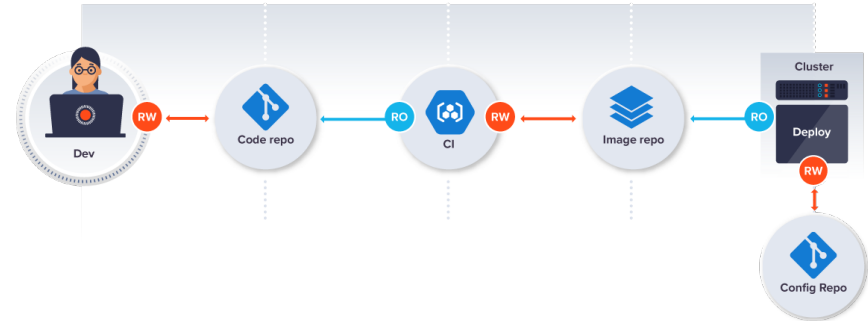 Cluster
RW
RO
RW
RO
Deploy
Dev
Code repo
CI
Image repo
RW
Config Repo